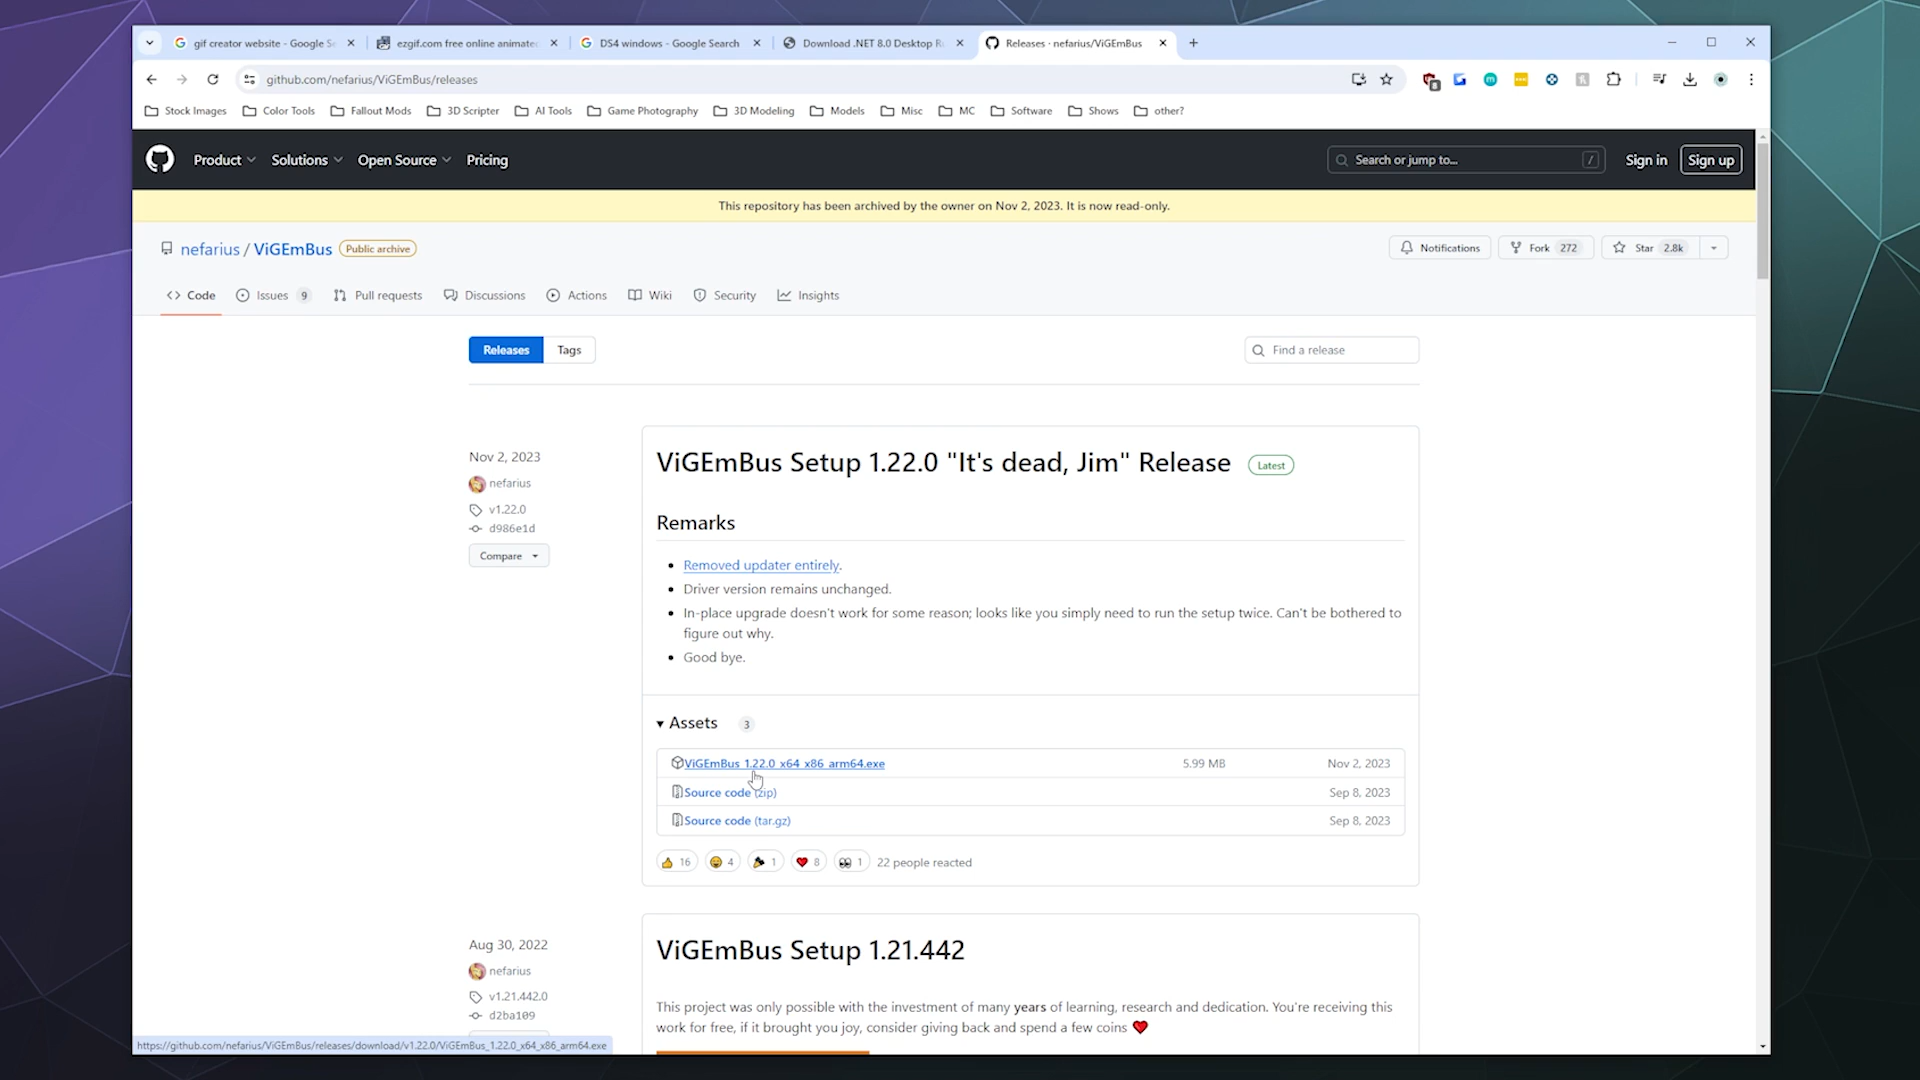 gif creator website - Google Se
ezgif.com free online animated
DS4 windows - Google Search
Download .NET 8.0 Desktop Ru
Releases · nefarius/ViGEmBus
github.com/nefarius/ViGEmBus/releases
Stock Images
Color Tools
Fallout Mods
3D Scripter
AI Tools
Game Photography
3D Modeling
Models
Misc
MC
Software
Shows
other?
Product
Solutions
Open Source
Pricing
Search or jump to...
/
Sign in
Sign up
This repository has been archived by the owner on Nov 2, 2023. It is now read-only.
nefarius / ViGEmBus
Public archive
Notifications
Fork 272
Star 2.8k
Code
Issues 9
Pull requests
Discussions
Actions
Wiki
Security
Insights
Releases
Tags
Find a release
Nov 2, 2023
nefarius
v1.22.0
d986e1d
Compare
ViGEmBus Setup 1.22.0 "It's dead, Jim" Release
Latest
Remarks
• Removed updater entirely.
• Driver version remains unchanged.
• In-place upgrade doesn't work for some reason; looks like you simply need to run the setup twice. Can't be bothered to
figure out why.
• Good bye.
Assets 3
ViGEmBus_1.22.0_x64_x86_arm64.exe
5.99 MB
Nov 2, 2023
Source code (zip)
Sep 8, 2023
Source code (tar.gz)
Sep 8, 2023
16
4
1
8
1
22 people reacted
Aug 30, 2022
nefarius
v1.21.442.0
d2ba109
ViGEmBus Setup 1.21.442
This project was only possible with the investment of many years of learning, research and dedication. You're receiving this
work for free, if it brought you joy, consider giving back and spend a few coins
https://github.com/nefarius/ViGEmBus/releases/download/v1.22.0/ViGEmBus_1.22.0_x64_x86_arm64.exe